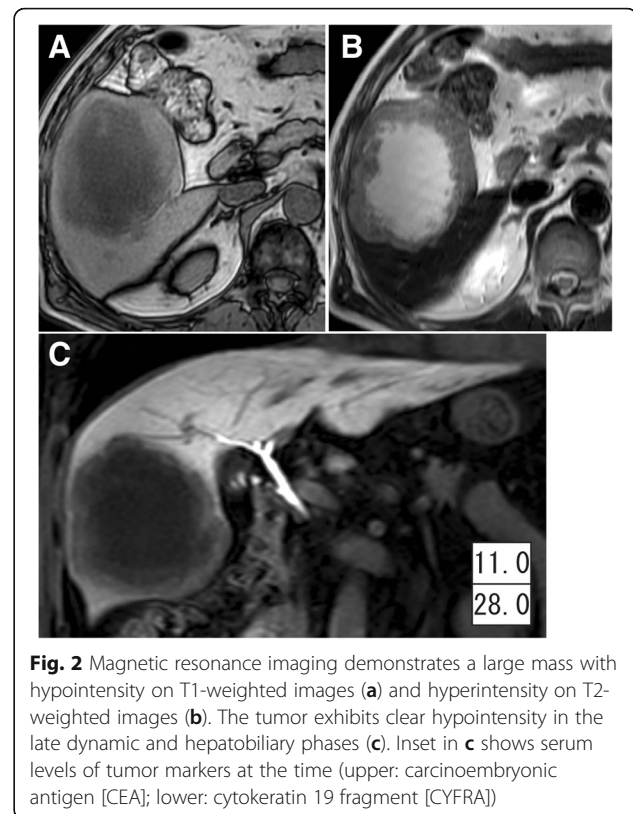 A
B
C
11.0
28.0
Fig. 2 Magnetic resonance imaging demonstrates a large mass with
hypointensity on T1-weighted images (a) and hyperintensity on T2-
weighted images (b). The tumor exhibits clear hypointensity in the
late dynamic and hepatobiliary phases (c). Inset in c shows serum
levels of tumor markers at the time (upper: carcinoembryonic
antigen [CEA]; lower: cytokeratin 19 fragment [CYFRA])